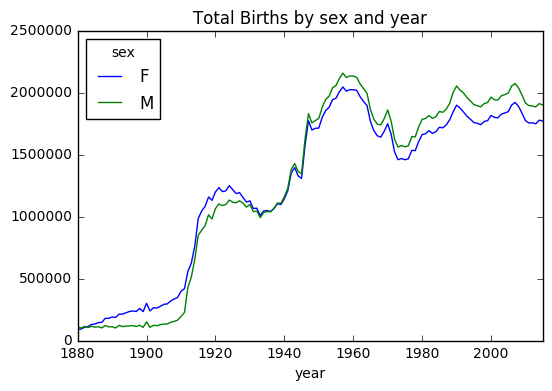 Total Births by sex and year
2500000
2000000
1500000
1000000
500000
0
sex
F
M
1880 1900 1920 1940 1960 1980 2000
year